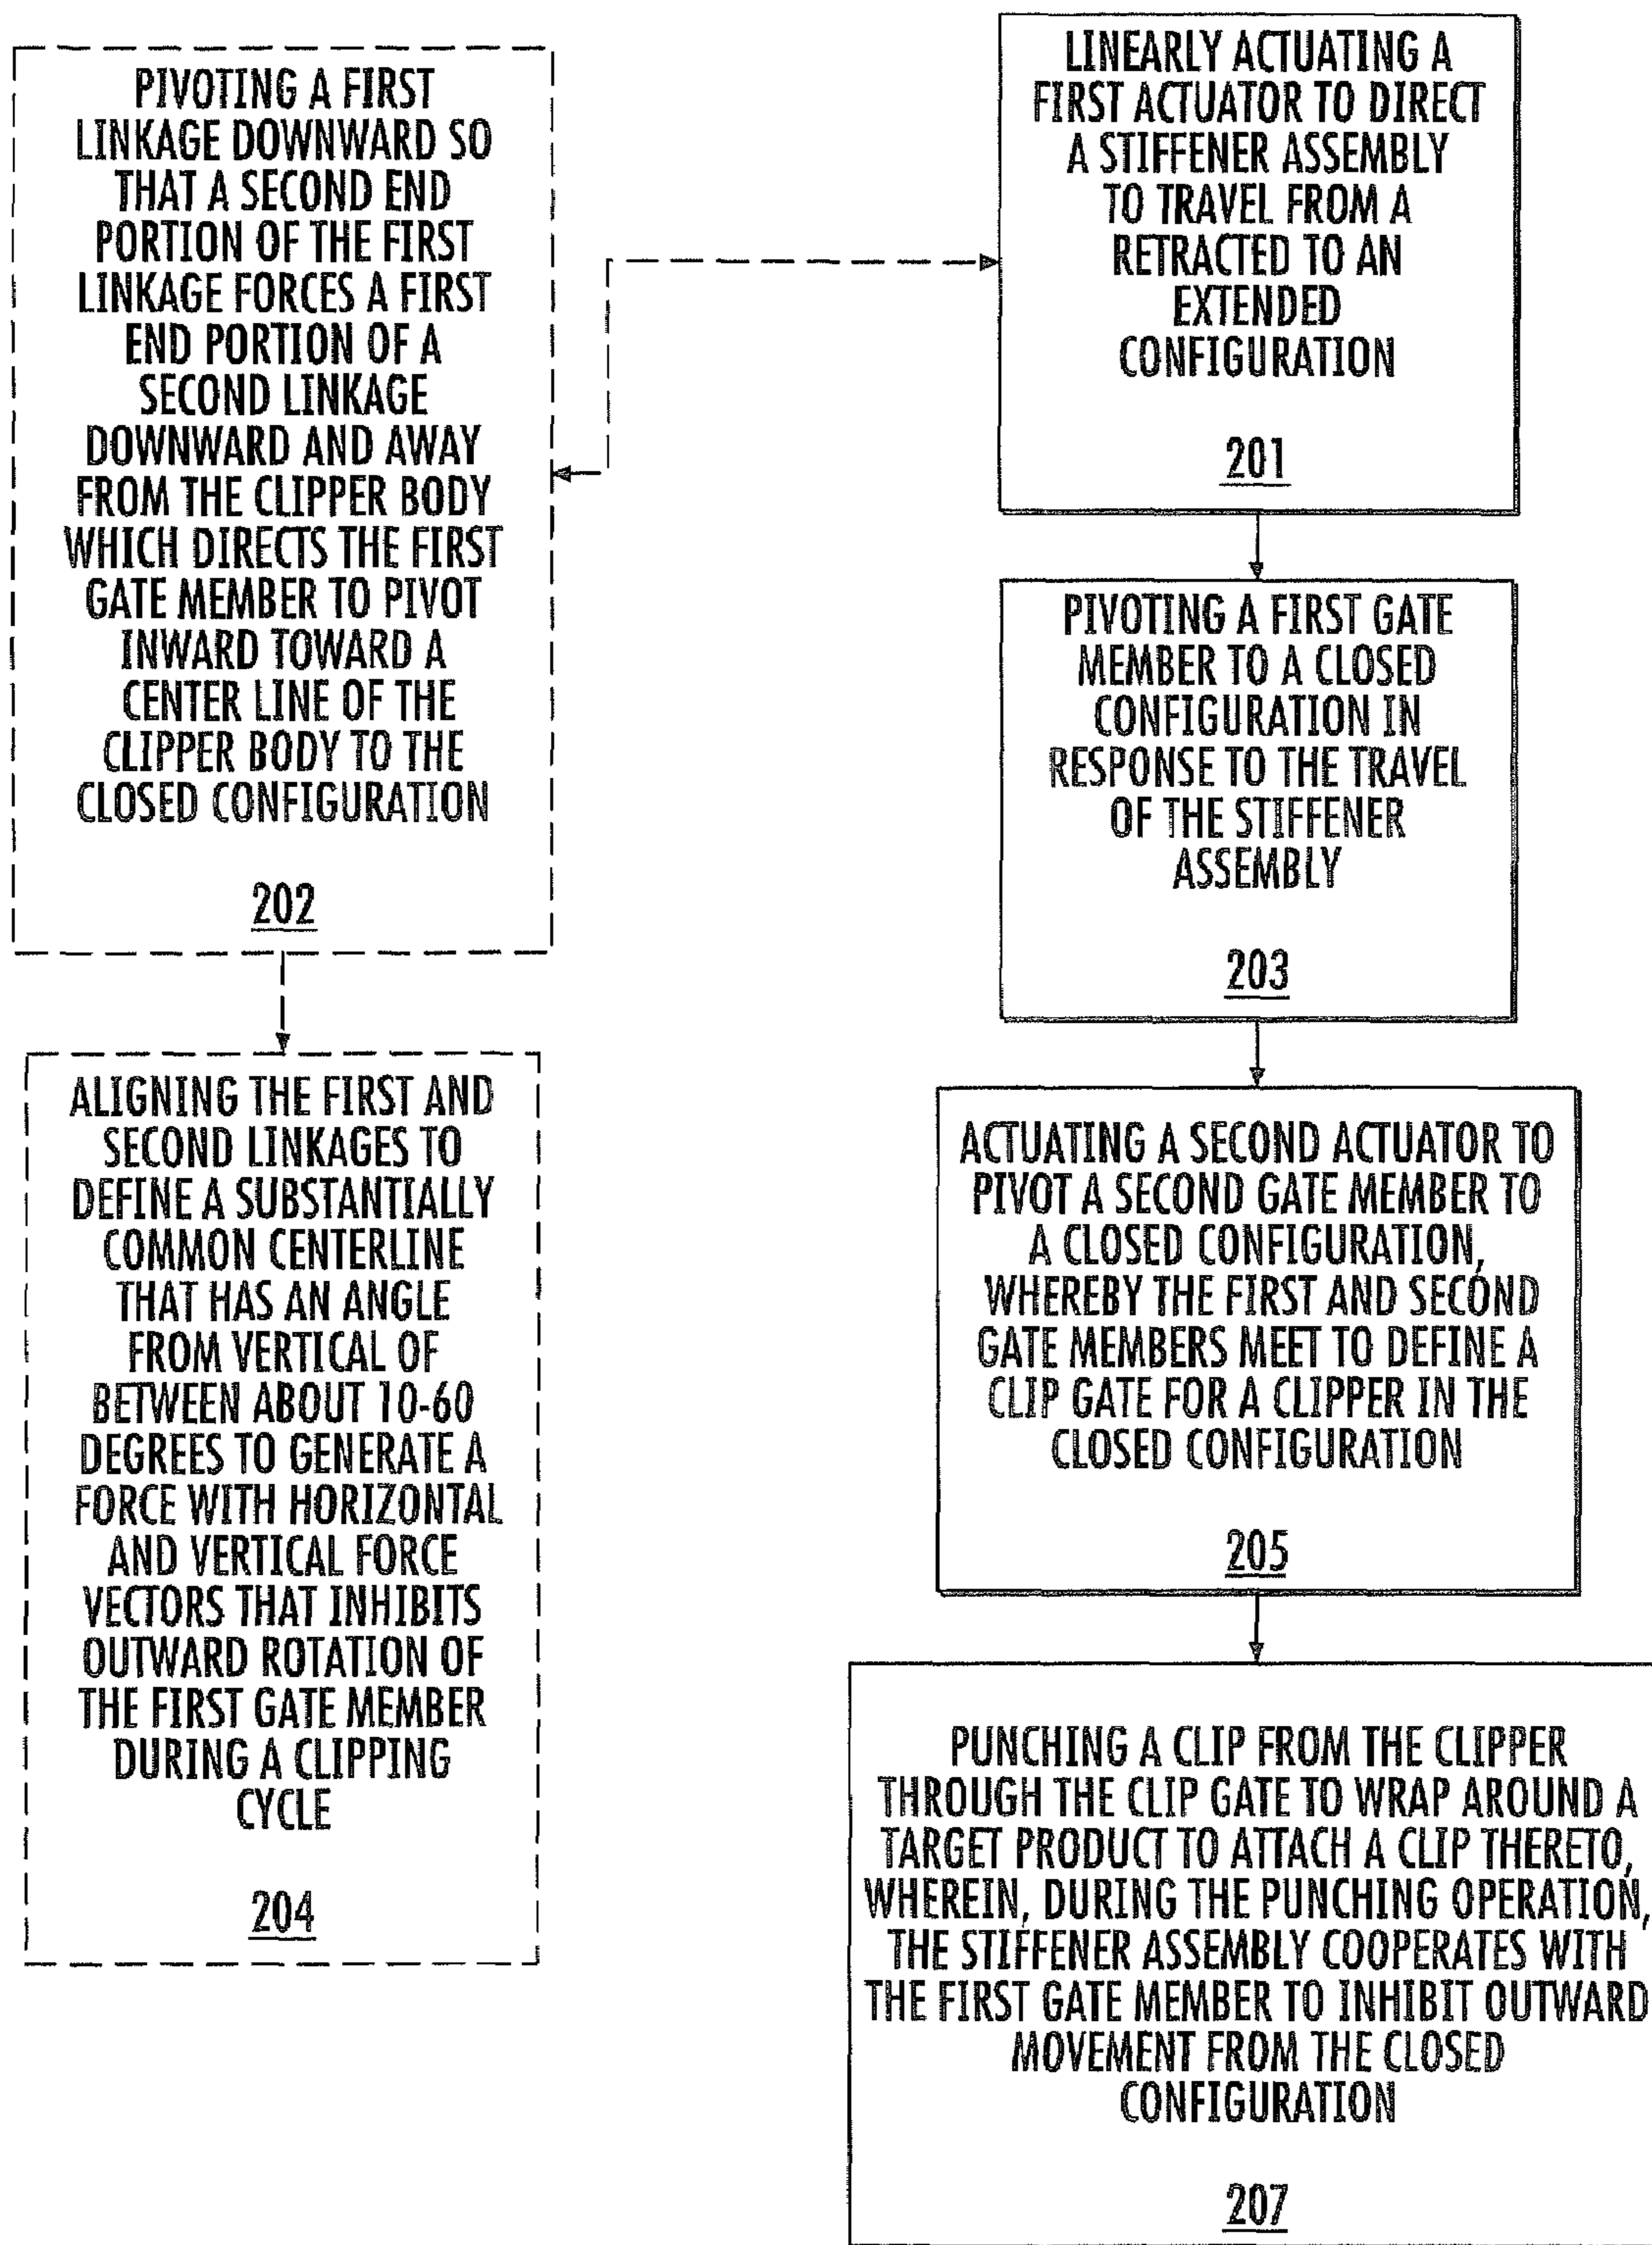 PIVOTING A FIRST
LINKAGE DOWNWARD SO
THAT A SECOND END
PORTION OF THE FIRST
LINKAGE FORCES A FIRST
END PORTION OF A
SECOND LINKAGE
DOWNWARD AND AWAY
FROM THE CLIPPER BODY
WHICH DIRECTS THE FIRST
GATE MEMBER TO PIVOT
INWARD TOWARD A
CENTER LINE OF THE
CLIPPER BODY TO THE
CLOSED CONFIGURATION
202
ALIGNING THE FIRST AND
SECOND LINKAGES TO
DEFINE A SUBSTANTIALLY
COMMON CENTERLINE
THAT HAS AN ANGLE
FROM VERTICAL OF
BETWEEN ABOUT 10-60
DEGREES TO GENERATE A
FORCE WITH HORIZONTAL
AND VERTICAL FORCE
VECTORS THAT INHIBITS
OUTWARD ROTATION OF
THE FIRST GATE MEMBER
DURING A CLIPPING
CYCLE
204
LINEARLY ACTUATING A
FIRST ACTUATOR TO DIRECT
A STIFFENER ASSEMBLY
TO TRAVEL FROM A
RETRACTED TO AN
EXTENDED
CONFIGURATION
201
PIVOTING A FIRST GATE
MEMBER TO A CLOSED
CONFIGURATION IN
RESPONSE TO THE TRAVEL
OF THE STIFFENER
ASSEMBLY
203
ACTUATING A SECOND ACTUATOR TO
PIVOT A SECOND GATE MEMBER TO
A CLOSED CONFIGURATION,
WHEREBY THE FIRST AND SECOND
GATE MEMBERS MEET TO DEFINE A
CLIP GATE FOR A CLIPPER IN THE
CLOSED CONFIGURATION
205
PUNCHING A CLIP FROM THE CLIPPER
THROUGH THE CLIP GATE TO WRAP AROUND A
TARGET PRODUCT TO ATTACH A CLIP THERETO,
WHEREIN, DURING THE PUNCHING OPERATION,
THE STIFFENER ASSEMBLY COOPERATES WITH
THE FIRST GATE MEMBER TO INHIBIT OUTWARD
MOVEMENT FROM THE CLOSED
CONFIGURATION
207